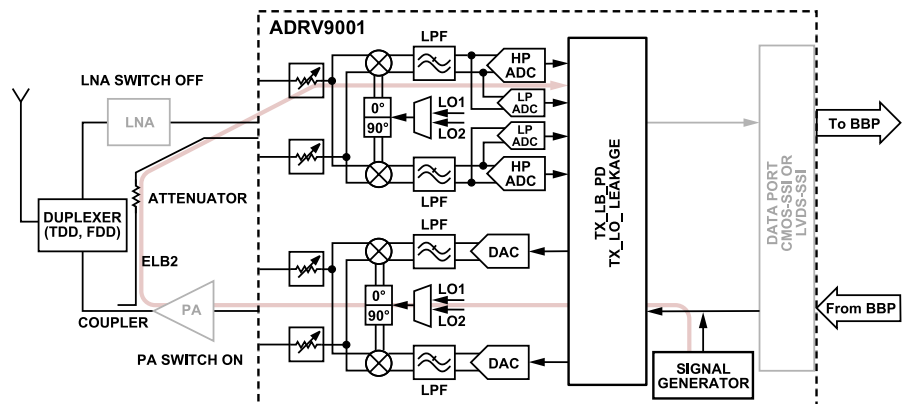 ADRV9001
LPF
LNA SWITCH OFF
HP
ADC
LNA
LP
ADC
0°
90°
LO1
LO2
To BBP
LP
ADC
HP
ADC
ATTENUATOR
LPF
DUPLEXER
(TDD, FDD)
TX_LB_PD
TX_LO_LEAKAGE
DATA PORT
CMOS-SSI OR
LVDS-SSI
LPF
DAC
ELB2
0°
90°
LO1
LO2
PA
From BBP
COUPLER
PA SWITCH ON
DAC
LPF
SIGNAL
GENERATOR